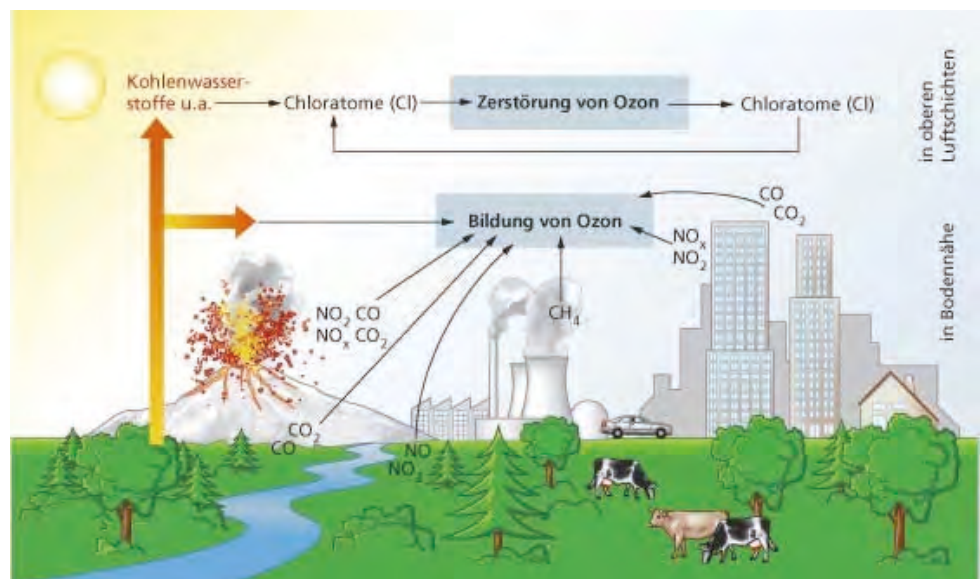 Kohlenwasser-
stoffe u.a.
Chloratome (Cl)
Zerstörung von Ozon
Chloratome (Cl)
in oberen
Luftschichten
Bildung von Ozon
CO
CO₂
NOₓ
NO₂
in Bodennähe
NO₂ CO
NOₓ CO₂
CH₄
CO₂
CO
NO